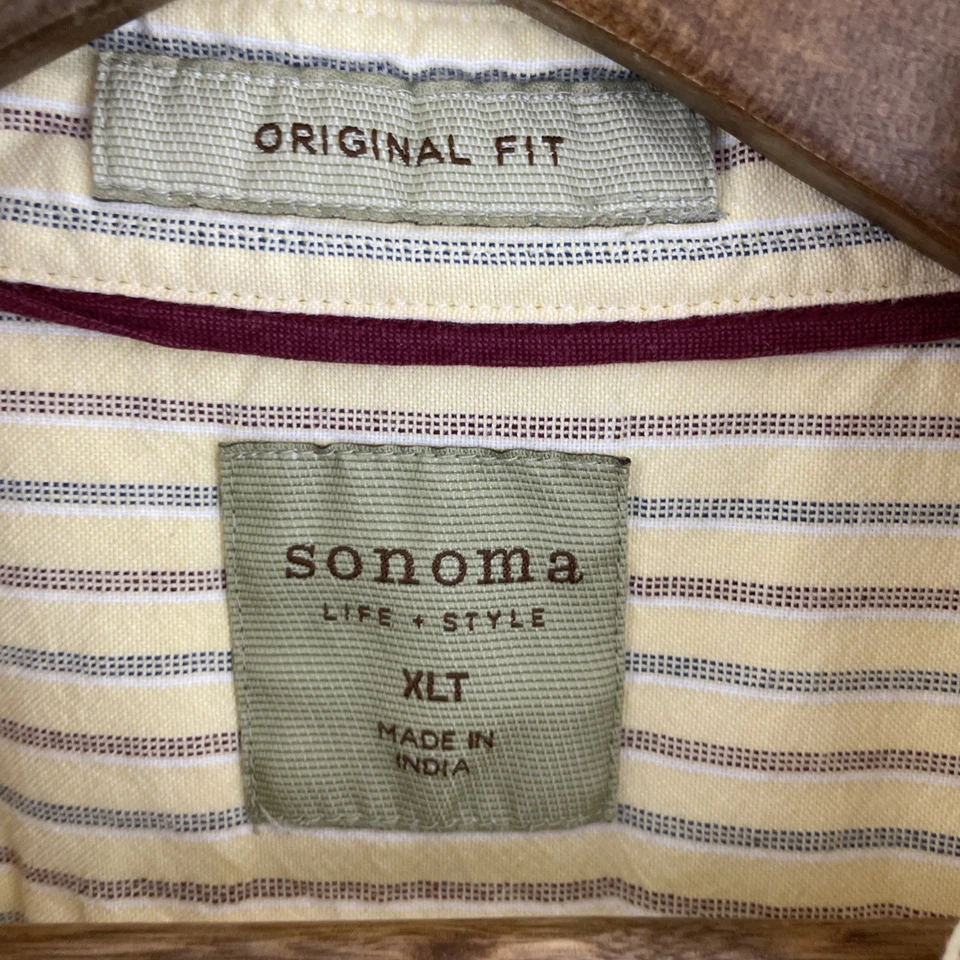 ORIGINAL FIT
sonoma
LIFE + STYLE
XLT
MADE IN
INDIA